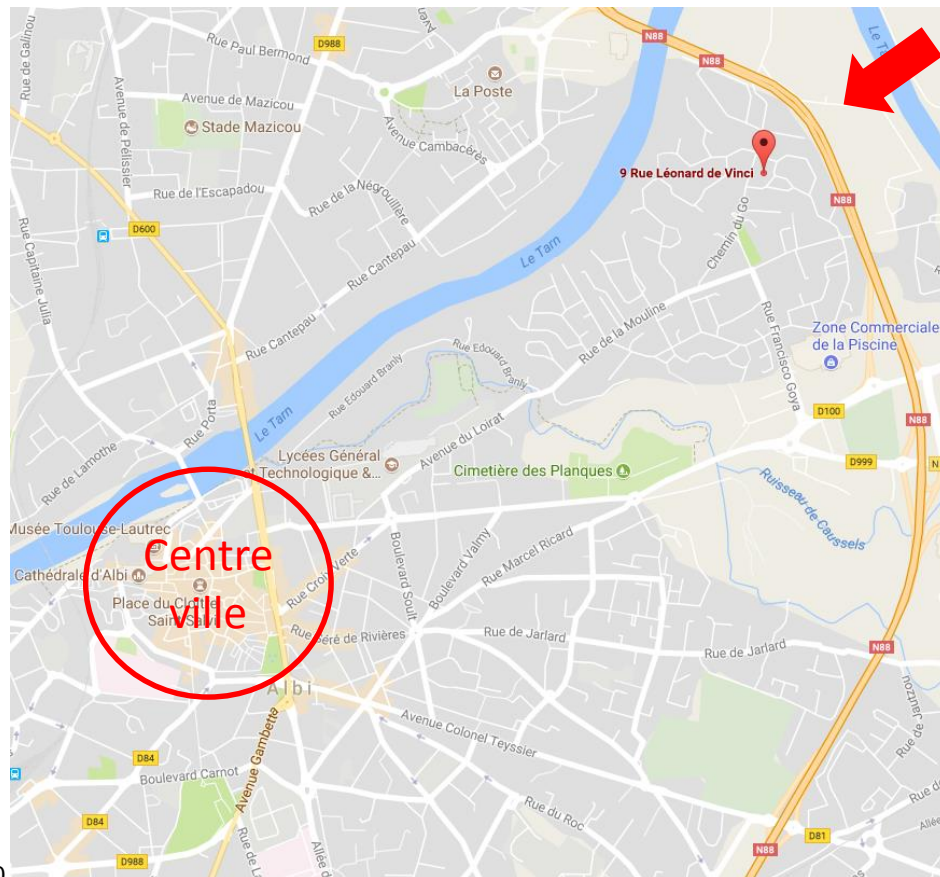 Rue de Galinou
Rue Paul Bermond
D988
N88
N88
Le Tarn
La Poste
Avenue de Pélissier
Avenue de Mazicou
Stade Mazicou
Avenue Cambacérès
9 Rue Léonard de Vinci
Rue de l'Escapadou
Rue de la Négrouillère
N88
D600
Chemin du Go
Rue Capitaine Julia
Rue Cantepau
Le Tarn
Rue de la Mouline
Rue Francisco Goya
Zone Commerciale
de la Piscine
Rue Cantepau
Rue Edouard Branly
Rue Edouard Branly
Rue Porta
Le Tarn
D100
N88
Avenue du Loirat
Rue de Lamothe
Lycées Général
et Technologique &...
Cimetière des Planques
D999
N
Ruisseau de Caussels
Musée Toulouse-Lautrec
Centre
ville
Cathédrale d'Albi
Place du Cloître
Saint Salvi
Rue Croix Verte
Boulevard Soult
Boulevard Valmy
Rue Marcel Ricard
Rue Séré de Rivières
Rue de Jarlard
Rue de Jarlard
N88
Albi
Rue de Jautzou
Avenue Gambetta
Avenue Colonel Teyssier
D84
Boulevard Carnot
Rue du Roc
D84
D81
D988
N88